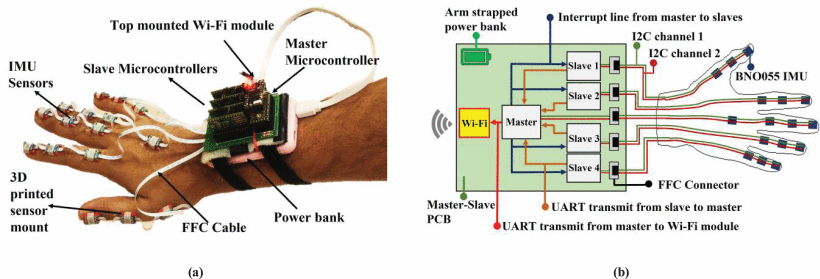 Top mounted Wi-Fi module
Master
Microcontroller
IMU
Sensors
Slave Microcontrollers
3D
printed
sensor
mount
FFC Cable
Power bank
(a)
Arm strapped
power bank
Interrupt line from master to slaves
I2C channel 1
I2C channel 2
BNO055 IMU
Slave 1
Slave 2
Wi-Fi
Master
Slave 3
Slave 4
FFC Connector
Master-Slave
PCB
UART transmit from slave to master
UART transmit from master to Wi-Fi module
(b)